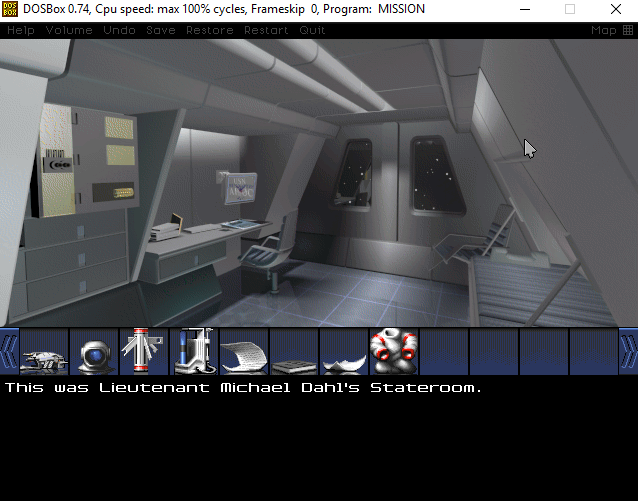 DOSBox 0.74, Cpu speed: max 100% cycles, Frameskip 0, Program: MISSION
Help Volume Undo Save Restore Restart Quit Map
This was Lieutenant Michael Dahl's Stateroom.